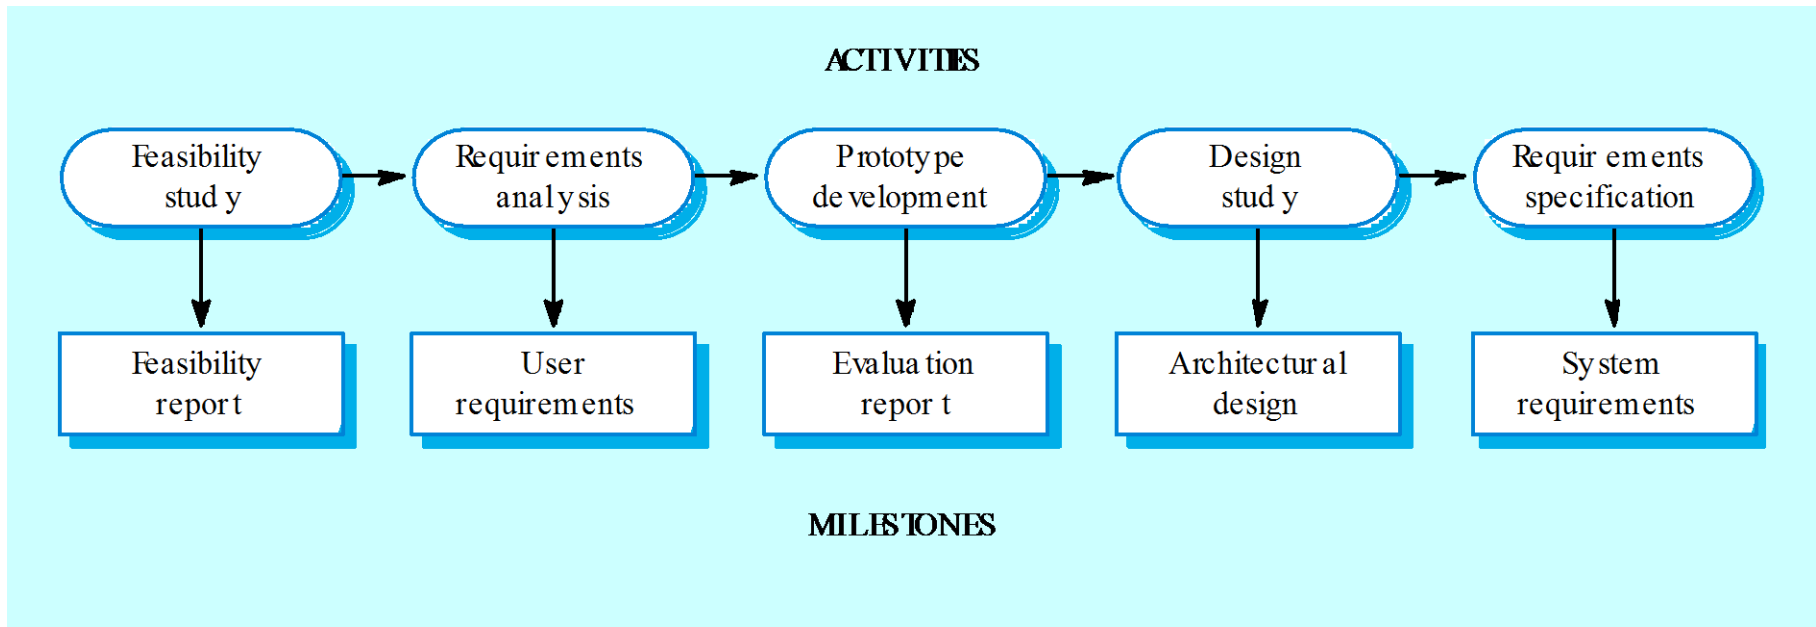 ACTIVITIES
Feasibility
study
Requirements
analysis
Prototype
development
Design
study
Requirements
specification
Feasibility
report
User
requirements
Evaluation
report
Architectural
design
System
requirements
MILESTONES